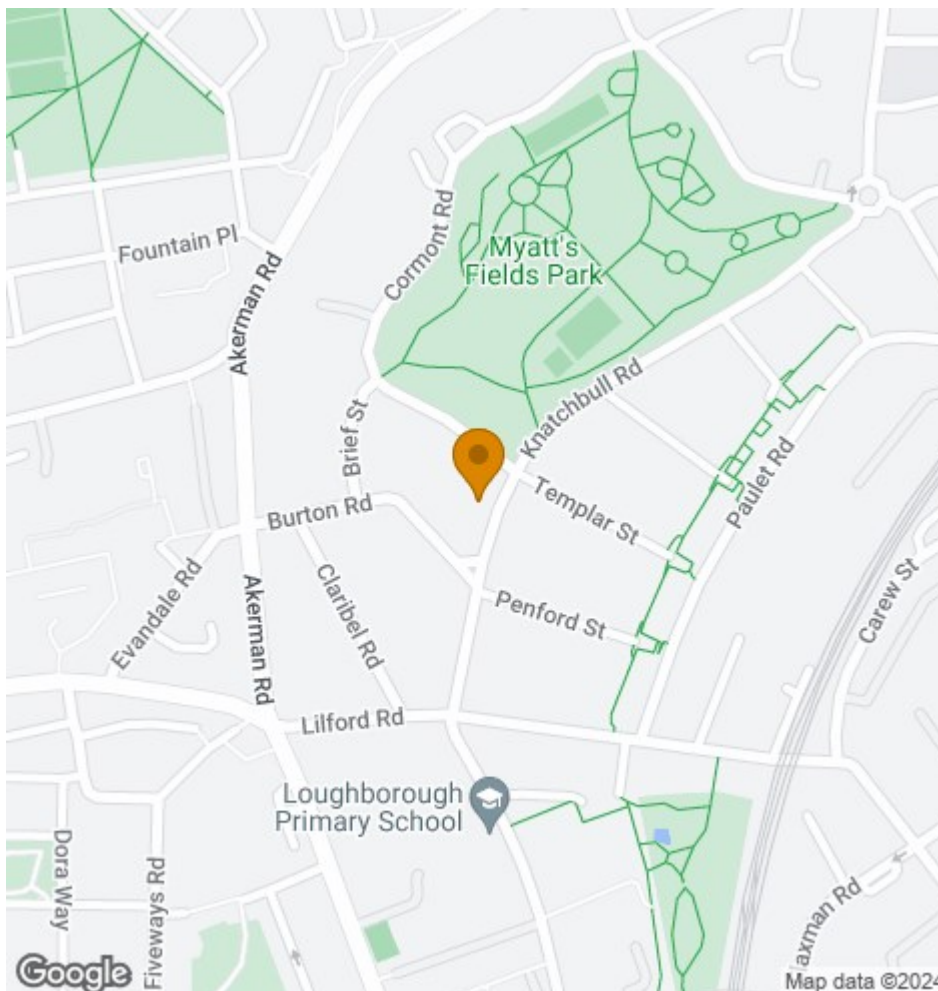 Fountain Pl
Akerman Rd
Cormont Rd
Myatt's
Fields Park
Knatchbull Rd
Brief St
Burton Rd
Templar St
Paulet Rd
Evandale Rd
Akerman Rd
Claribel Rd
Penford St
Carew St
Lilford Rd
Loughborough
Primary School
Dora Way
Fiveways Rd
Google
Map data ©2024